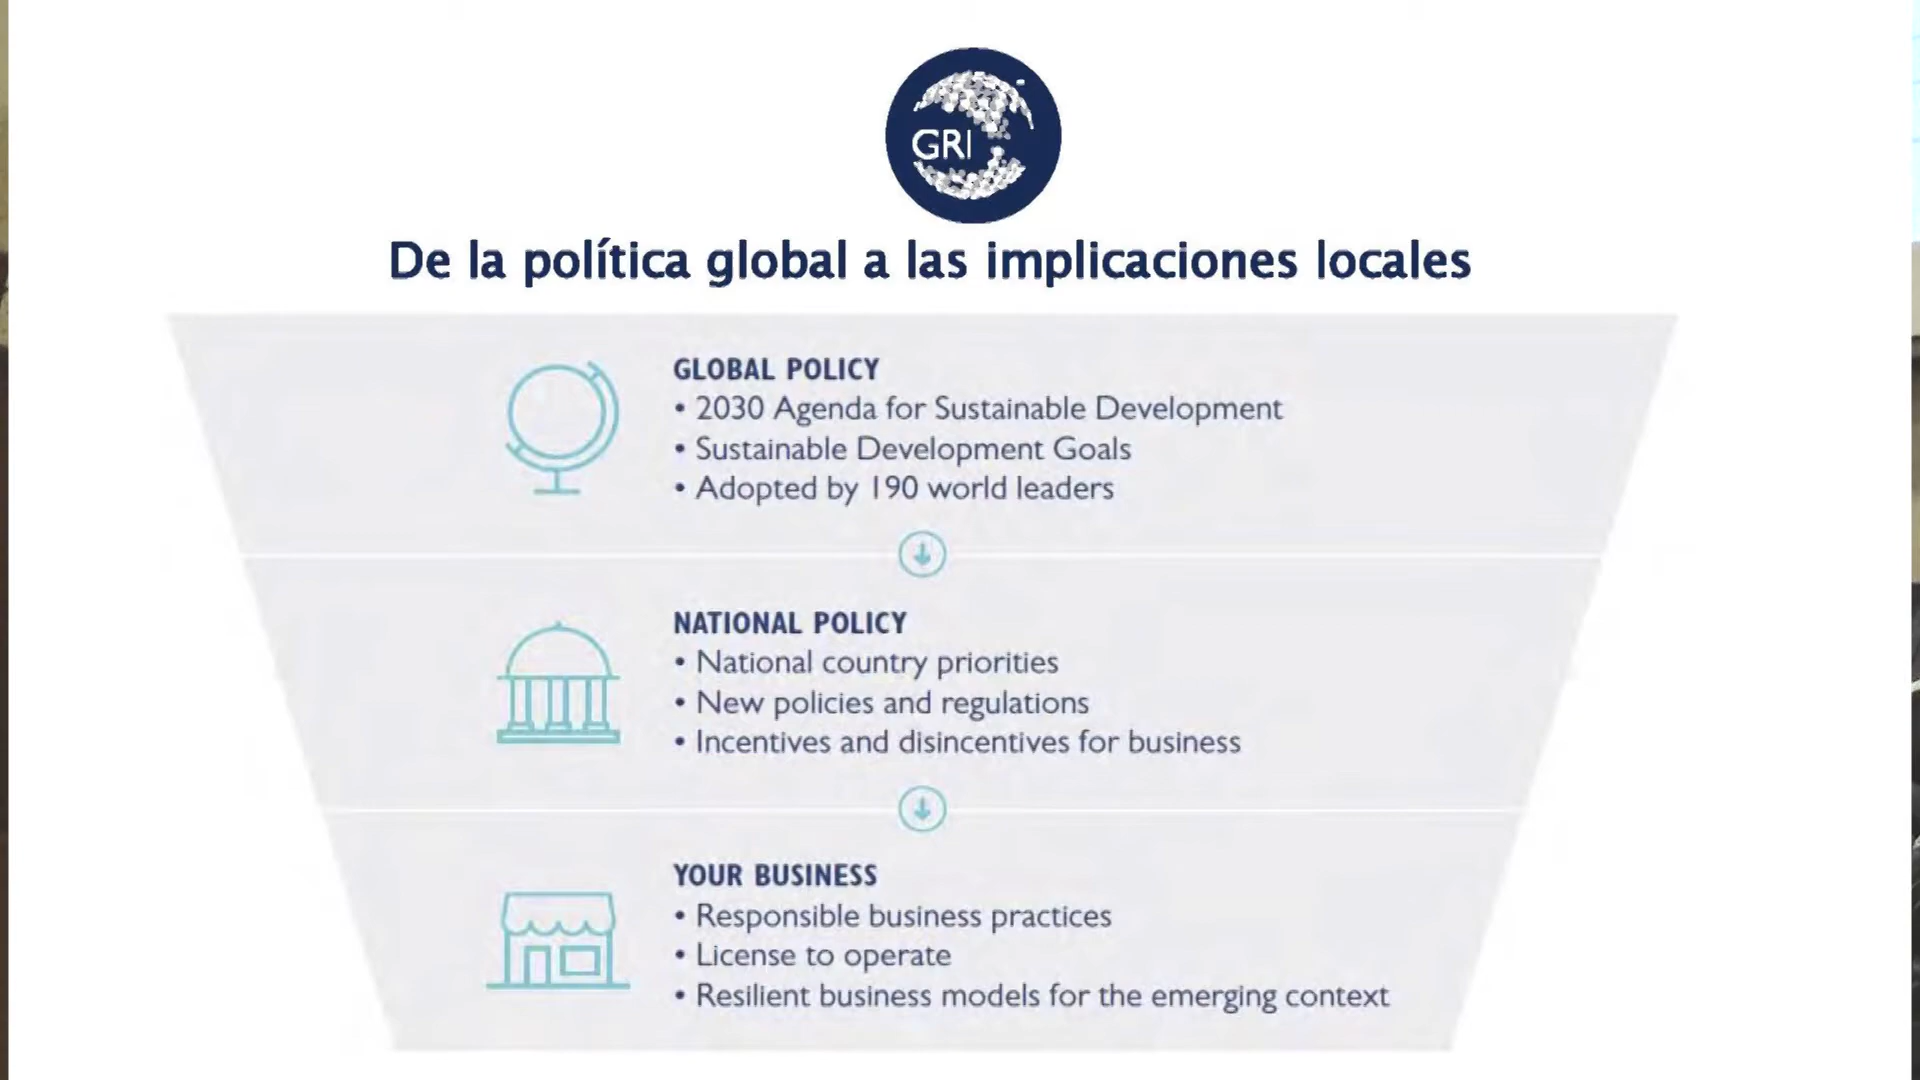 GRI
De la política global a las implicaciones locales
GLOBAL POLICY
• 2030 Agenda for Sustainable Development
• Sustainable Development Goals
• Adopted by 190 world leaders
NATIONAL POLICY
• National country priorities
• New policies and regulations
• Incentives and disincentives for business
YOUR BUSINESS
• Responsible business practices
• License to operate
• Resilient business models for the emerging context